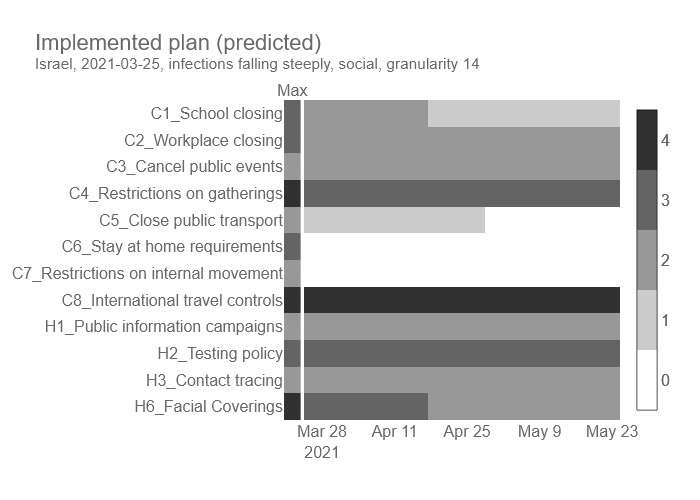 Implemented plan (predicted)
Israel, 2021-03-25, infections falling steeply, social, granularity 14
Max
C1_School closing
C2_Workplace closing
C3_Cancel public events
C4_Restrictions on gatherings
C5_Close public transport
C6_Stay at home requirements
C7_Restrictions on internal movement
C8_International travel controls
H1_Public information campaigns
H2_Testing policy
H3_Contact tracing
H6_Facial Coverings
4
3
2
1
0
Mar 28 Apr 11 Apr 25 May 9 May 23
2021